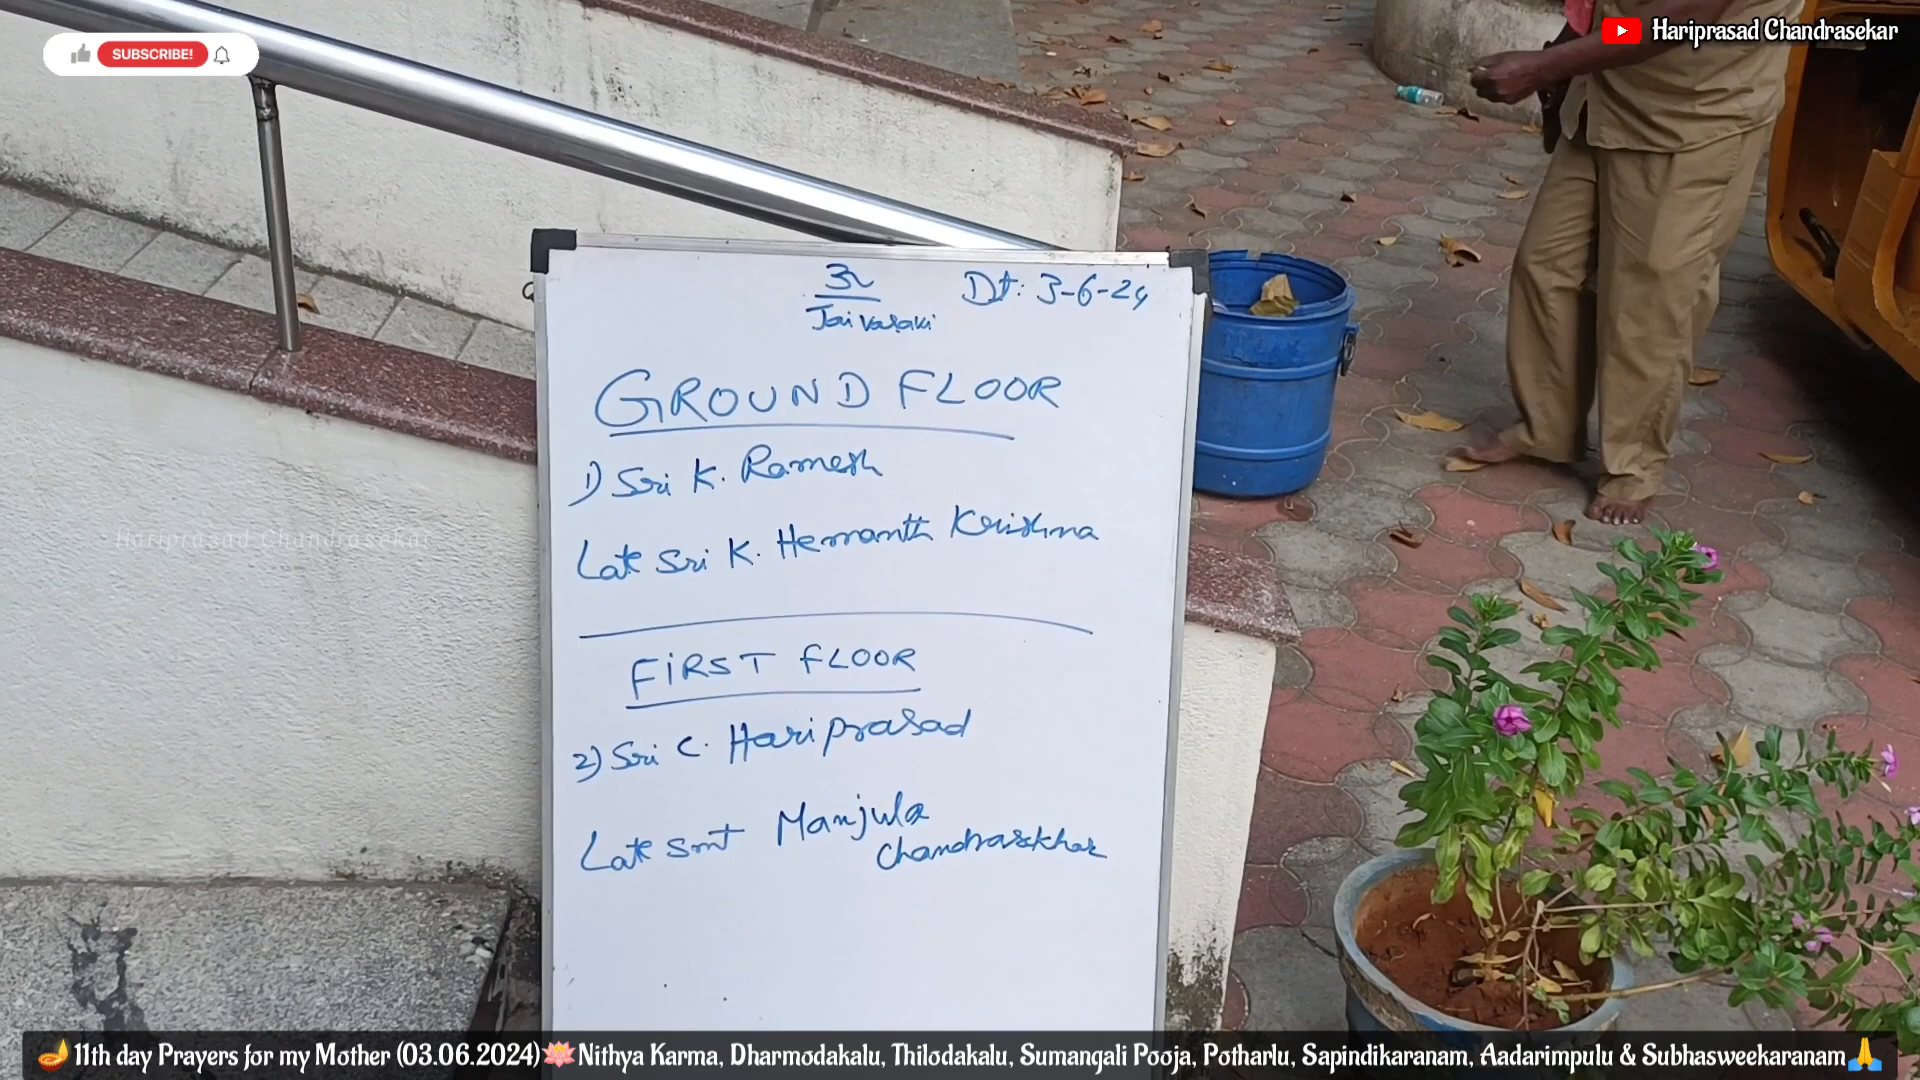 SUBSCRIBE!
Hariprasad Chandrasekar
Dt: 3-6-24
Jai Vasavi
GROUND FLOOR
1) Sri K. Ramesh
Late Sri K. Hemanth Krishna
Hariprasad Chandrasekar
FIRST FLOOR
2) Sri C. Hariprasad
Late Smt Manjula
Chandrasekhar
🪔11th day Prayers for my Mother (03.06.2024)🪷Nithya Karma, Dharmodakalu, Thilodakalu, Sumangali Pooja, Potharlu, Sapindikaranam, Aadarimpulu & Subhasweekaranam🙏